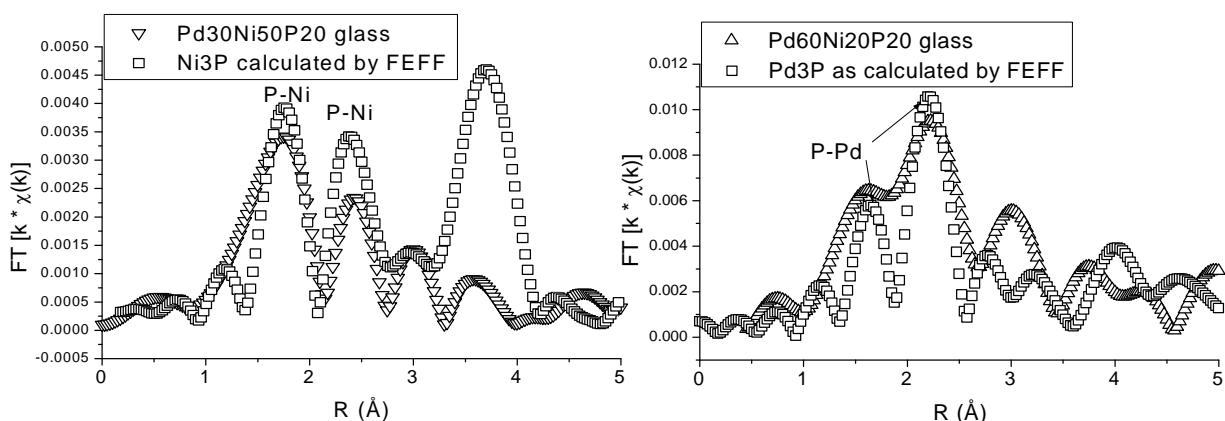 Pd30Ni50P20 glass
Ni3P calculated by FEFF
P-Ni
P-Ni
FT [k * χ(k)]
0.0050
0.0045
0.0040
0.0035
0.0030
0.0025
0.0020
0.0015
0.0010
0.0005
0.0000
-0.0005
0 1 2 3 4 5
R (Å)
Pd60Ni20P20 glass
Pd3P as calculated by FEFF
P-Pd
FT [k * χ(k)]
0.012
0.010
0.008
0.006
0.004
0.002
0.000
0 1 2 3 4 5
R (Å)